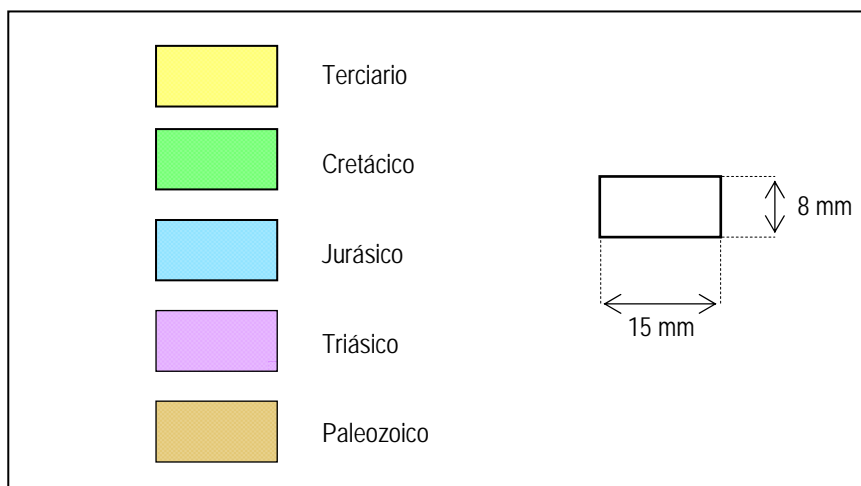 Terciario
Cretácico
Jurásico
Triásico
Paleozoico
8 mm
15 mm